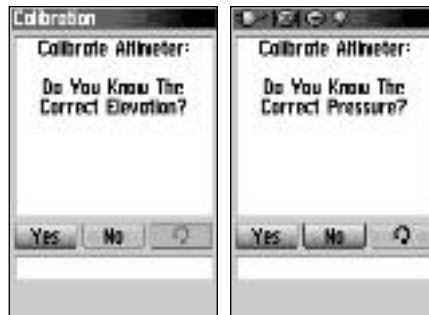 Calibration
Calibrate Altimeter:
Do You Know The
Correct Elevation?
Yes No
Calibrate Altimeter:
Do You Know The
Correct Pressure?
Yes No